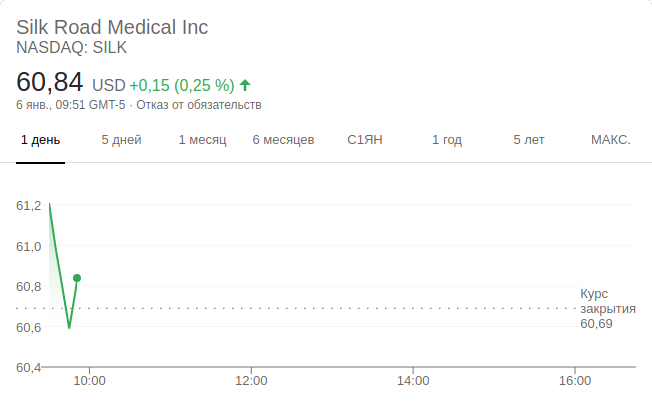 Silk Road Medical Inc
NASDAQ: SILK
60,84 USD +0,15 (0,25 %)
6 янв., 09:51 GMT-5 · Отказ от обязательств
1 день 5 дней 1 месяц 6 месяцев С1ЯН 1 год 5 лет МАКС.
61,2
61,0
60,8
60,6
60,4
Курс
закрытия
60,69
10:00 12:00 14:00 16:00